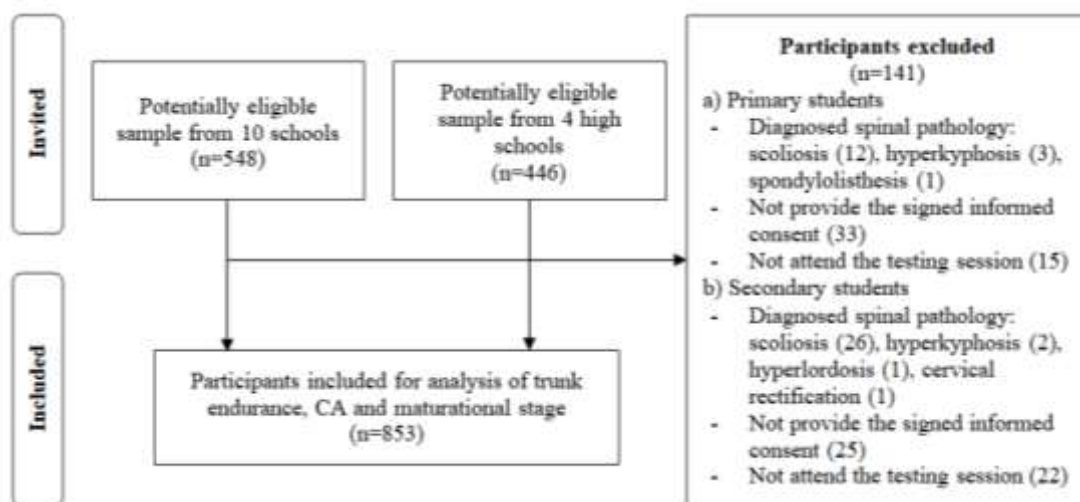 Invited
Potentially eligible
sample from 10 schools
(n=548)
Potentially eligible
sample from 4 high
schools
(n=446)
Participants excluded
(n=141)
a) Primary students
- Diagnosed spinal pathology:
scoliosis (12), hyperkyphosis (3),
spondylolisthesis (1)
- Not provide the signed informed
consent (33)
- Not attend the testing session (15)
b) Secondary students
- Diagnosed spinal pathology:
scoliosis (26), hyperkyphosis (2),
hyperlordosis (1), cervical
rectification (1)
- Not provide the signed informed
consent (25)
- Not attend the testing session (22)
Included
Participants included for analysis of trunk
endurance, CA and maturational stage
(n=853)